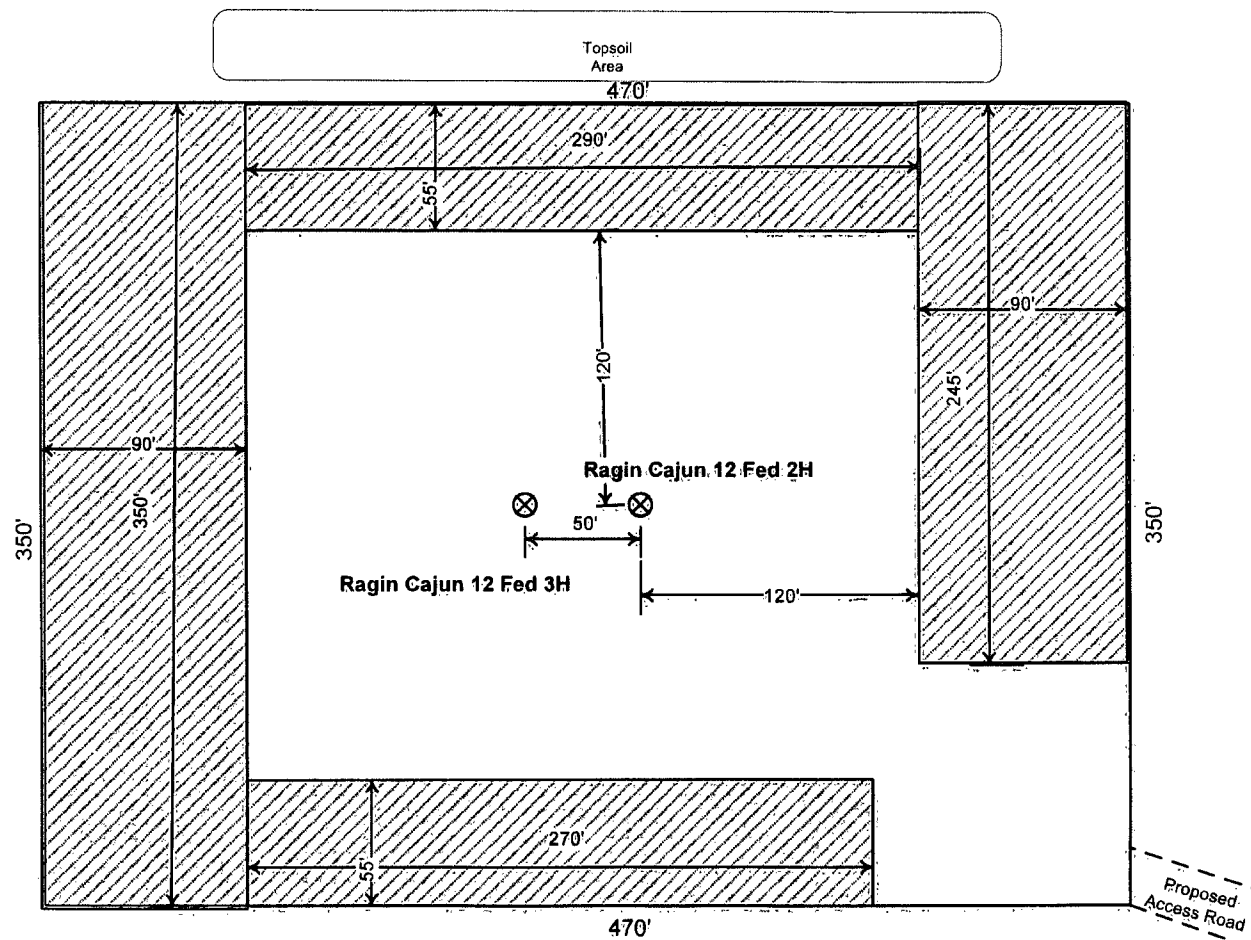 Topsoil
Area
470'
290'
55'
90'
120'
245'
Ragin Cajun 12 Fed 2H
90'
350'
350'
350'
50'
Ragin Cajun 12 Fed 3H
120'
270'
55'
Proposed
Access Road
470'